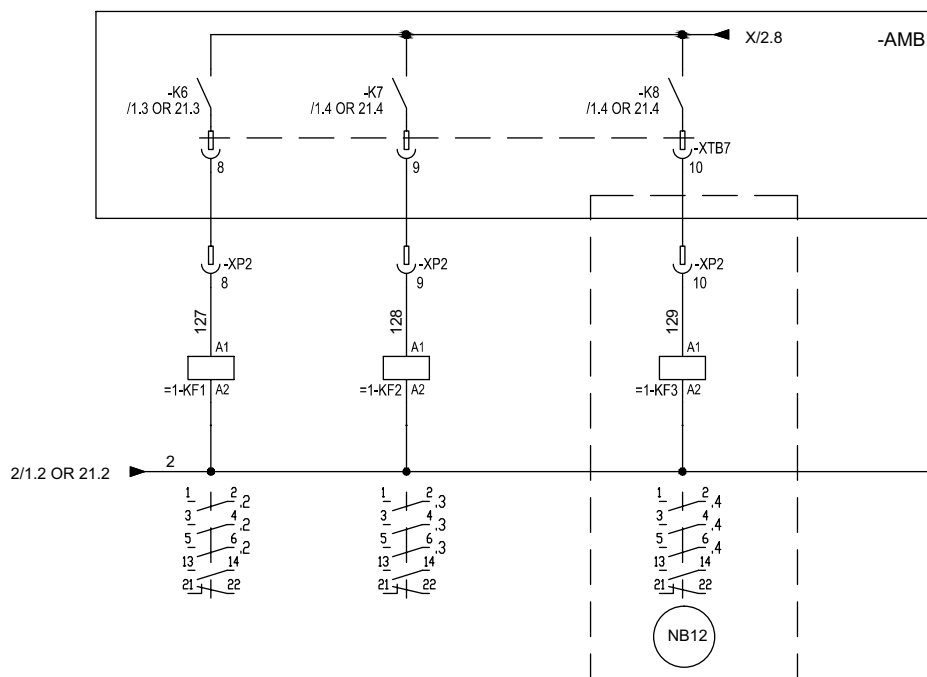 X/2.8 -AMB
-K6 -K7 -K8
/1.3 OR 21.3 /1.4 OR 21.4 /1.4 OR 21.4
-XTB7
8 9 10
-XP2 -XP2 -XP2
8 9 10
127 128 129
A1 A1 A1
=1-KF1 A2 =1-KF2 A2 =1-KF3 A2
2/1.2 OR 21.2 2
1 2 .2 1 2 .3 1 2 .4
3 4 .2 3 4 .3 3 4 .4
5 6 .2 5 6 .3 5 6 .4
13 14 13 14 13 14
21 22 21 22 21 22
NB12